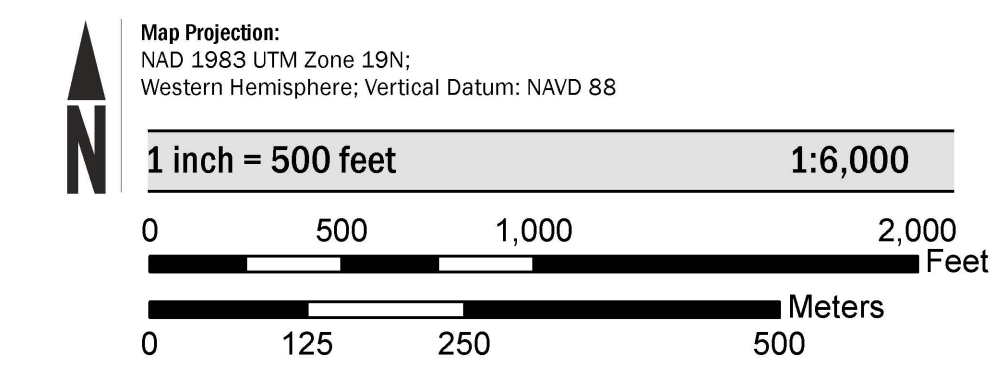 Map Projection:
NAD 1983 UTM Zone 19N;
Western Hemisphere; Vertical Datum: NAVD 88
N
1 inch = 500 feet 1:6,000
0 500 1,000 2,000
Feet
Meters
0 125 250 500